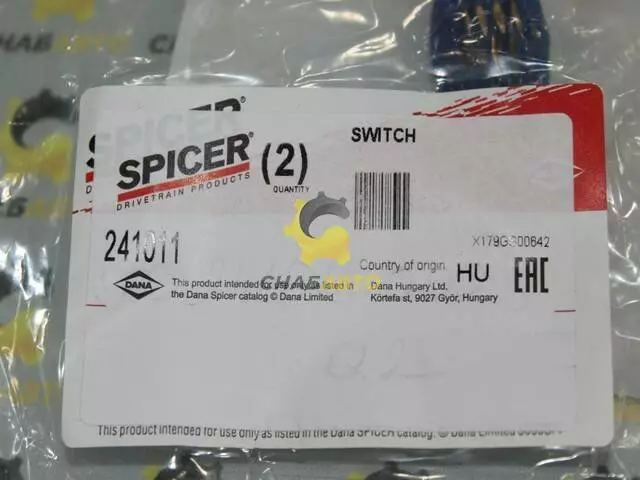 SPICER®
DRIVETRAIN PRODUCTS
(2)
QUANTITY
SWITCH
241011
X179GS00642
DANA
This product intended for use only as listed in
the Dana Spicer catalog © Dana Limited
Country of origin
HU
EAC
Dana Hungary Ltd.
Körtefa st, 9027 Győr, Hungary
СНАБАВТО
This product intended for use only as listed in the Dana SPICER catalog. © Dana Limited